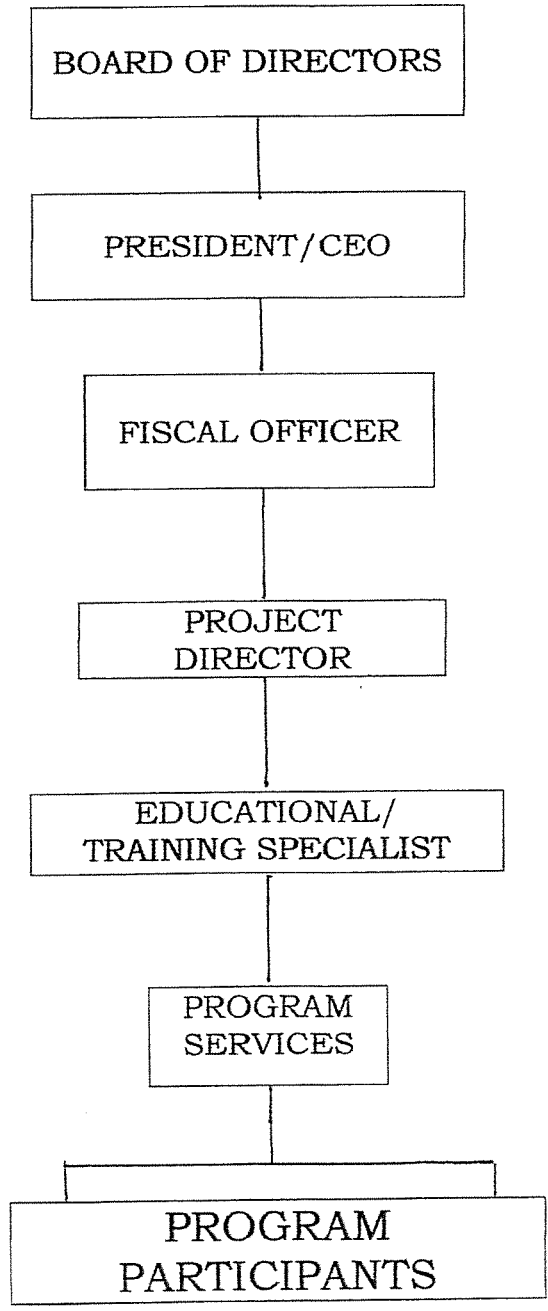 BOARD OF DIRECTORS
PRESIDENT/CEO
FISCAL OFFICER
PROJECT
DIRECTOR
EDUCATIONAL/
TRAINING SPECIALIST
PROGRAM
SERVICES
PROGRAM
PARTICIPANTS